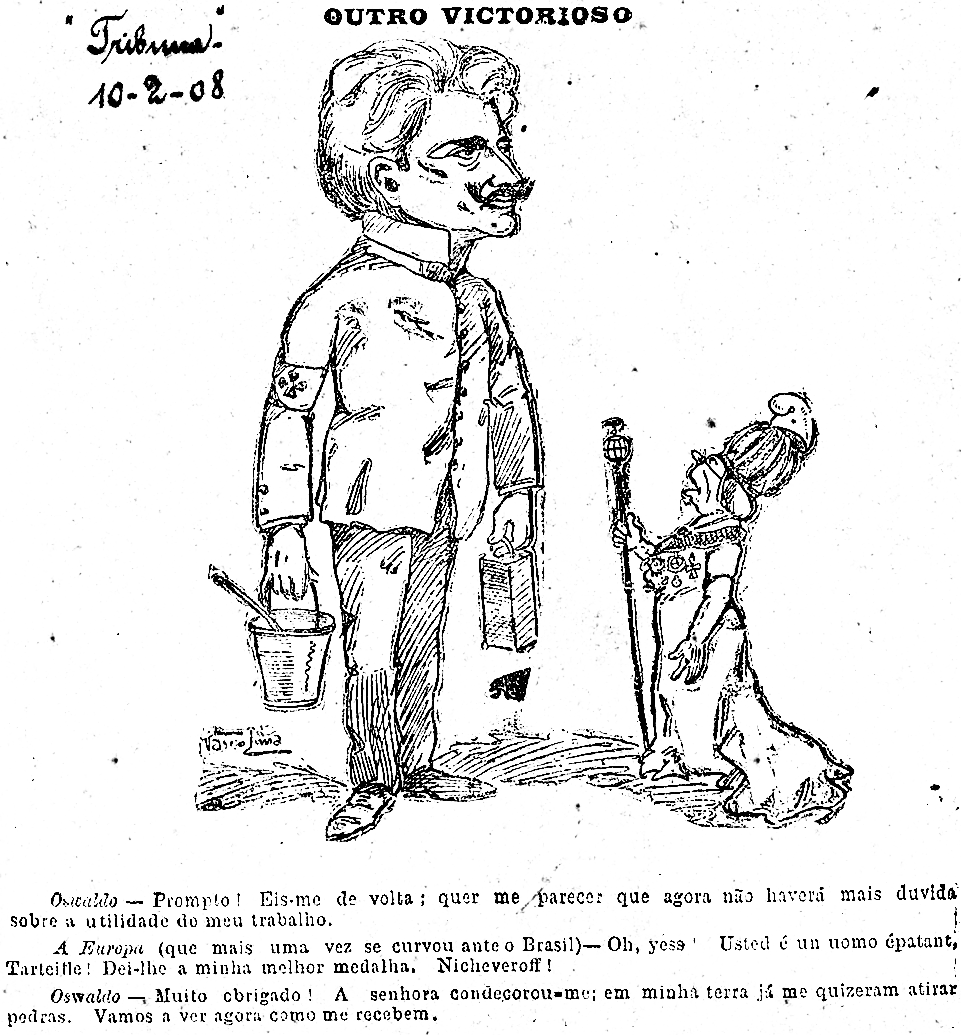 OUTRO VICTORIOSO
"Tribuna"-
10-2-08
Vasco Lima
Oswaldo — Prompto! Eis-me de volta; quer me parecer que agora não haverá mais duvida
sobre a utilidade do meu trabalho.
A Europa (que mais uma vez se curvou ante o Brasil)— Oh, yess! Usted é un uomo épatant,
Tarteifle! Dei-lhe a minha melhor medalha. Nicheveroff!
Oswaldo — Muito obrigado! A senhora condecorou-me; em minha terra já me quizeram atirar
pedras. Vamos a ver agora como me recebem.